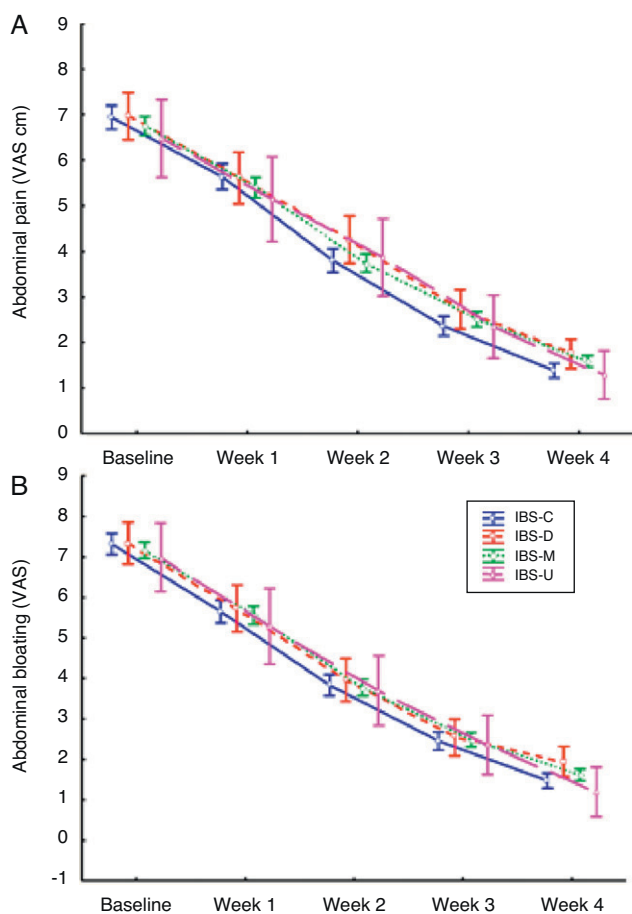 A
Abdominal pain (VAS cm)
9
8
7
6
5
4
3
2
1
0
Baseline Week 1 Week 2 Week 3 Week 4
B
Abdominal bloating (VAS)
9
8
7
6
5
4
3
2
1
0
-1
IBS-C
IBS-D
IBS-M
IBS-U
Baseline Week 1 Week 2 Week 3 Week 4